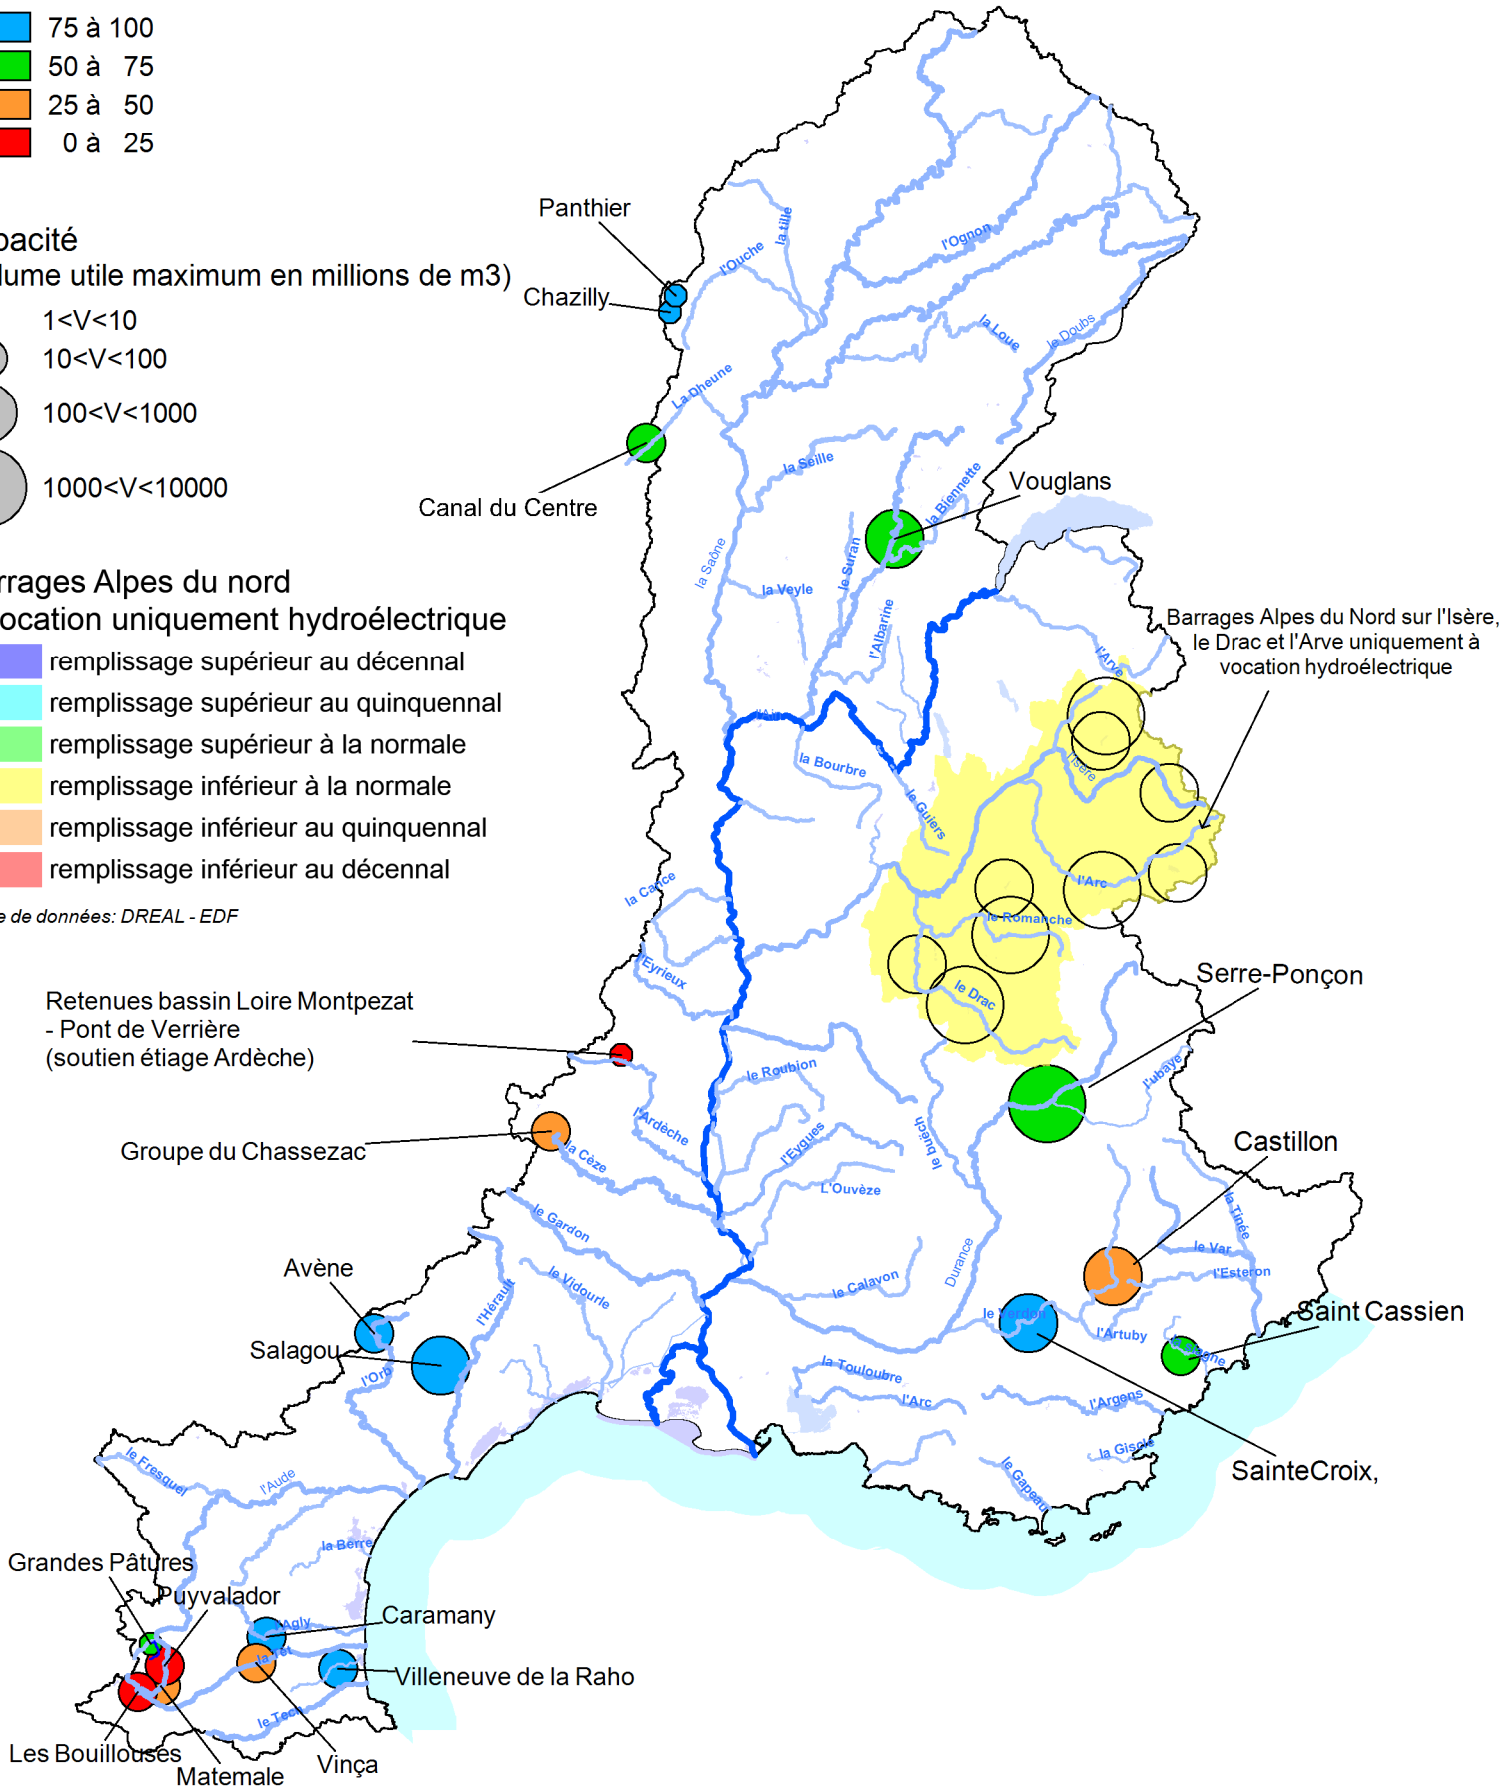 75 à 100
50 à 75
25 à 50
0 à 25
pacité
lume utile maximum en millions de m3)
1<V<10
10<V<100
100<V<1000
1000<V<10000
rrages Alpes du nord
ocation uniquement hydroélectrique
remplissage supérieur au décennal
remplissage supérieur au quinquennal
remplissage supérieur à la normale
remplissage inférieur à la normale
remplissage inférieur au quinquennal
remplissage inférieur au décennal
e de données: DREAL - EDF
Panthier
Chazilly
la tille
l'Ouche
l'Ognon
la Loue
le Doubs
La Dheune
Canal du Centre
la Seille
la Biennette
Vouglans
la Saône
le Suran
la Veyle
l'Albarine
l'Arve
Barrages Alpes du Nord sur l'Isère,
le Drac et l'Arve uniquement à
vocation hydroélectrique
l'Ain
la Bourbre
l'Isère
le Guiers
la Cance
l'Arc
le Romanche
l'Eyrieux
le Drac
Serre-Ponçon
Retenues bassin Loire Montpezat
- Pont de Verrière
(soutien étiage Ardèche)
le Roubion
l'ubaye
l'Ardèche
le buëch
l'Eygues
Groupe du Chassezac
la Cèze
Castillon
L'Ouvèze
le Gardon
la Tinée
le Var
l'Esteron
Durance
Avène
le Vidourle
l'Hérault
le Calavon
le Verdon
Saint Cassien
l'Artuby
la Siagne
Salagou
l'Orb
la Touloubre
l'Arc
l'Argens
la Giscle
le Gapeau
SainteCroix,
le Fresquel
l'Aude
la Berre
Grandes Pâtures
Puyvalador
l'Agly
Caramany
la Têt
Villeneuve de la Raho
le Tech
Les Bouillouses
Matemale
Vinça